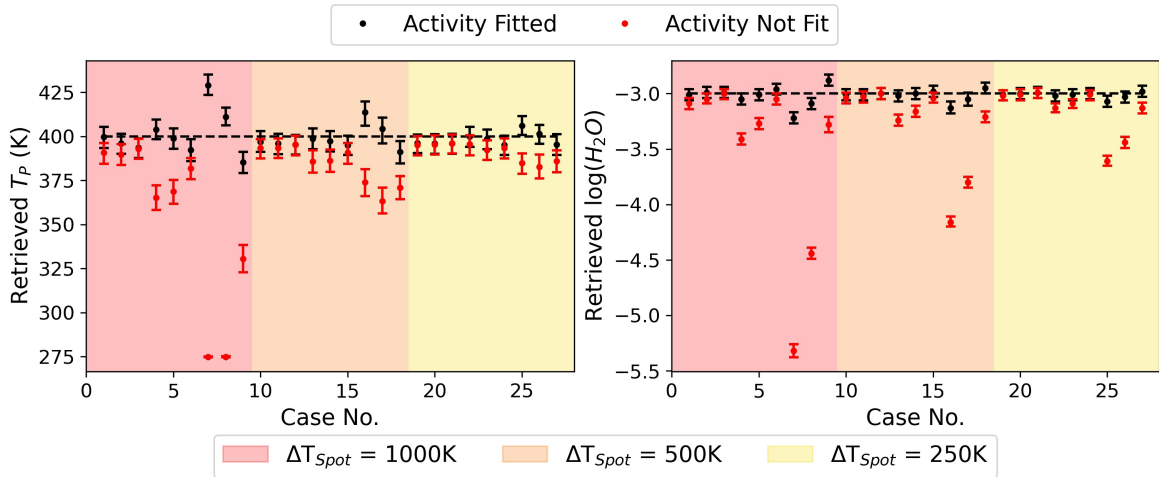 Activity Fitted Activity Not Fit
Retrieved T_P (K)
425
400
375
350
325
300
275
0 5 10 15 20 25
Case No.
Retrieved log(H_2O)
−3.0
−3.5
−4.0
−4.5
−5.0
−5.5
0 5 10 15 20 25
Case No.
ΔT_Spot = 1000K ΔT_Spot = 500K ΔT_Spot = 250K